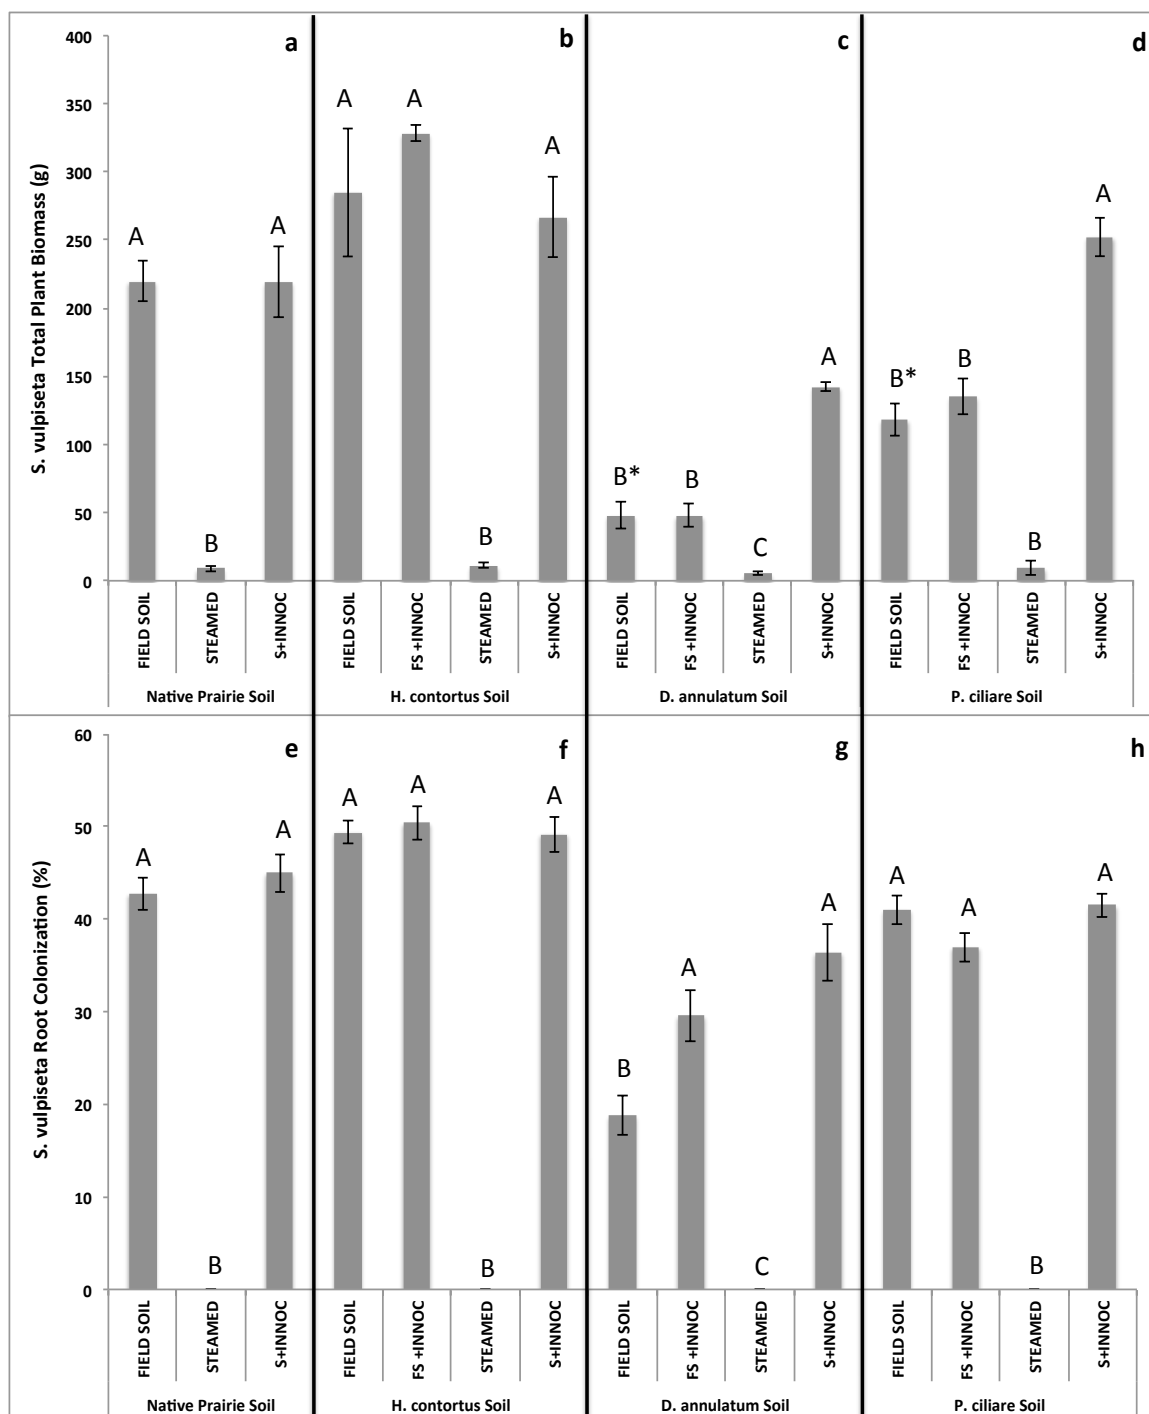 a
b
c
d
S. vulpiseta Total Plant Biomass (g)
400
350
300
250
200
150
100
50
0
A
B
A
A
A
B
A
B*
B
C
A
B*
B
B
A
FIELD SOIL
STEAMED
S+INNOC
FIELD SOIL
FS +INNOC
STEAMED
S+INNOC
FIELD SOIL
FS +INNOC
STEAMED
S+INNOC
FIELD SOIL
FS +INNOC
STEAMED
S+INNOC
Native Prairie Soil
H. contortus Soil
D. annulatum Soil
P. ciliare Soil
e
f
g
h
S. vulpiseta Root Colonization (%)
60
50
40
30
20
10
0
A
B
A
A
A
B
A
B
A
C
A
A
A
B
A
FIELD SOIL
STEAMED
S+INNOC
FIELD SOIL
FS +INNOC
STEAMED
S+INNOC
FIELD SOIL
FS +INNOC
STEAMED
S+INNOC
FIELD SOIL
FS +INNOC
STEAMED
S+INNOC
Native Prairie Soil
H. contortus Soil
D. annulatum Soil
P. ciliare Soil